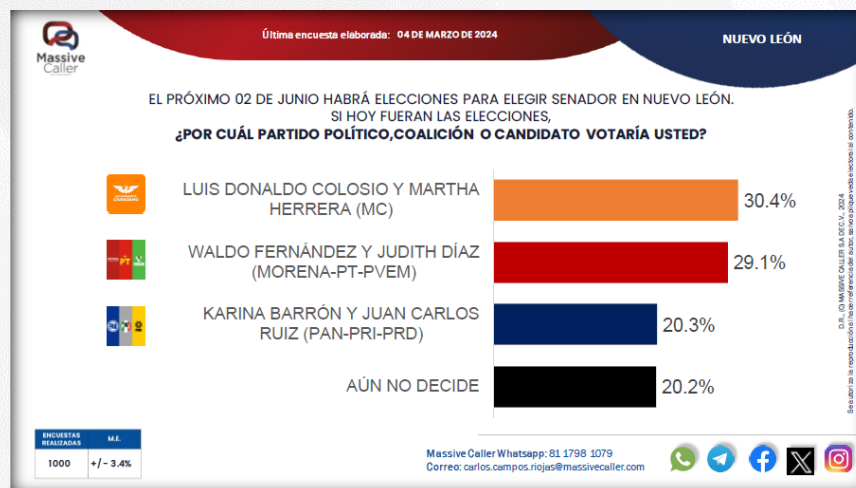 Massive
Caller
Última encuesta elaborada: 04 DE MARZO DE 2024
NUEVO LEÓN
EL PRÓXIMO 02 DE JUNIO HABRÁ ELECCIONES PARA ELEGIR SENADOR EN NUEVO LEÓN.
SI HOY FUERAN LAS ELECCIONES,
¿POR CUÁL PARTIDO POLÍTICO,COALICIÓN O CANDIDATO VOTARÍA USTED?
LUIS DONALDO COLOSIO Y MARTHA
HERRERA (MC)
30.4%
WALDO FERNÁNDEZ Y JUDITH DÍAZ
(MORENA-PT-PVEM)
29.1%
KARINA BARRÓN Y JUAN CARLOS
RUIZ (PAN-PRI-PRD)
20.3%
AÚN NO DECIDE
20.2%
ENCUESTAS
REALIZADAS
M.E.
1000
+/- 3.4%
Massive Caller Whatsapp: 81 1798 1079
Correo: carlos.campos.riojas@massivecaller.com
D.R., (C) MASSIVE CALLER S.A DE C.V., 2024